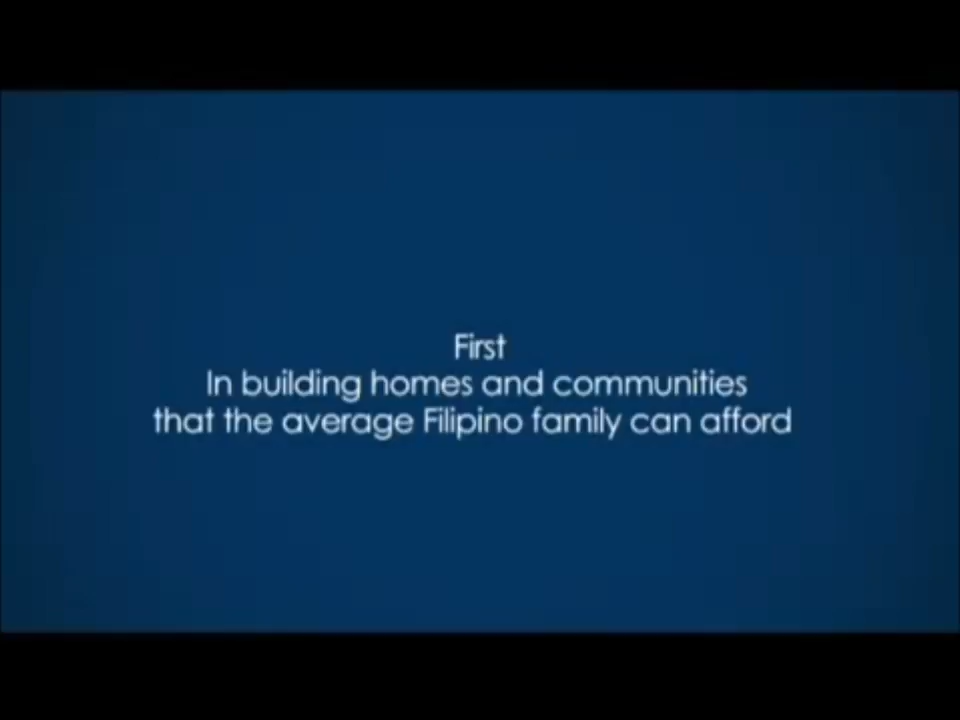 First
In building homes and communities
that the average Filipino family can afford